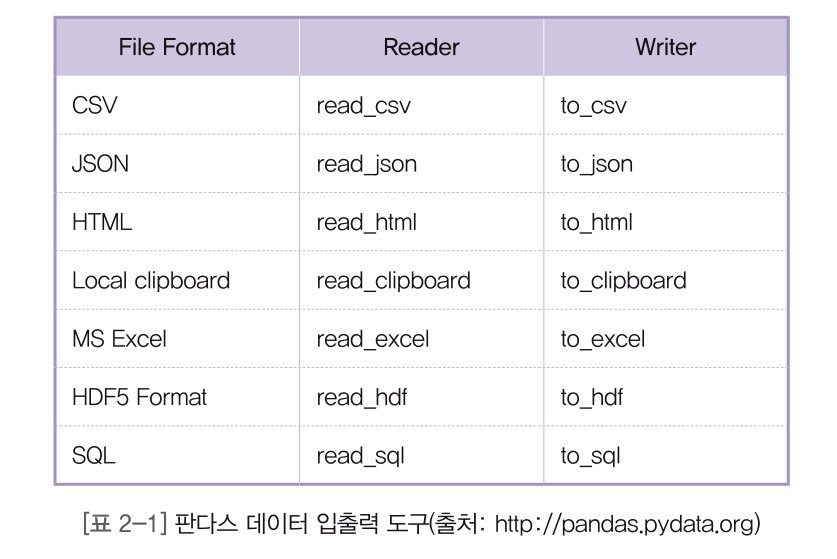 File Format Reader Writer
CSV read_csv to_csv
JSON read_json to_json
HTML read_html to_html
Local clipboard read_clipboard to_clipboard
MS Excel read_excel to_excel
HDF5 Format read_hdf to_hdf
SQL read_sql to_sql
[표 2-1] 판다스 데이터 입출력 도구(출처: http://pandas.pydata.org)